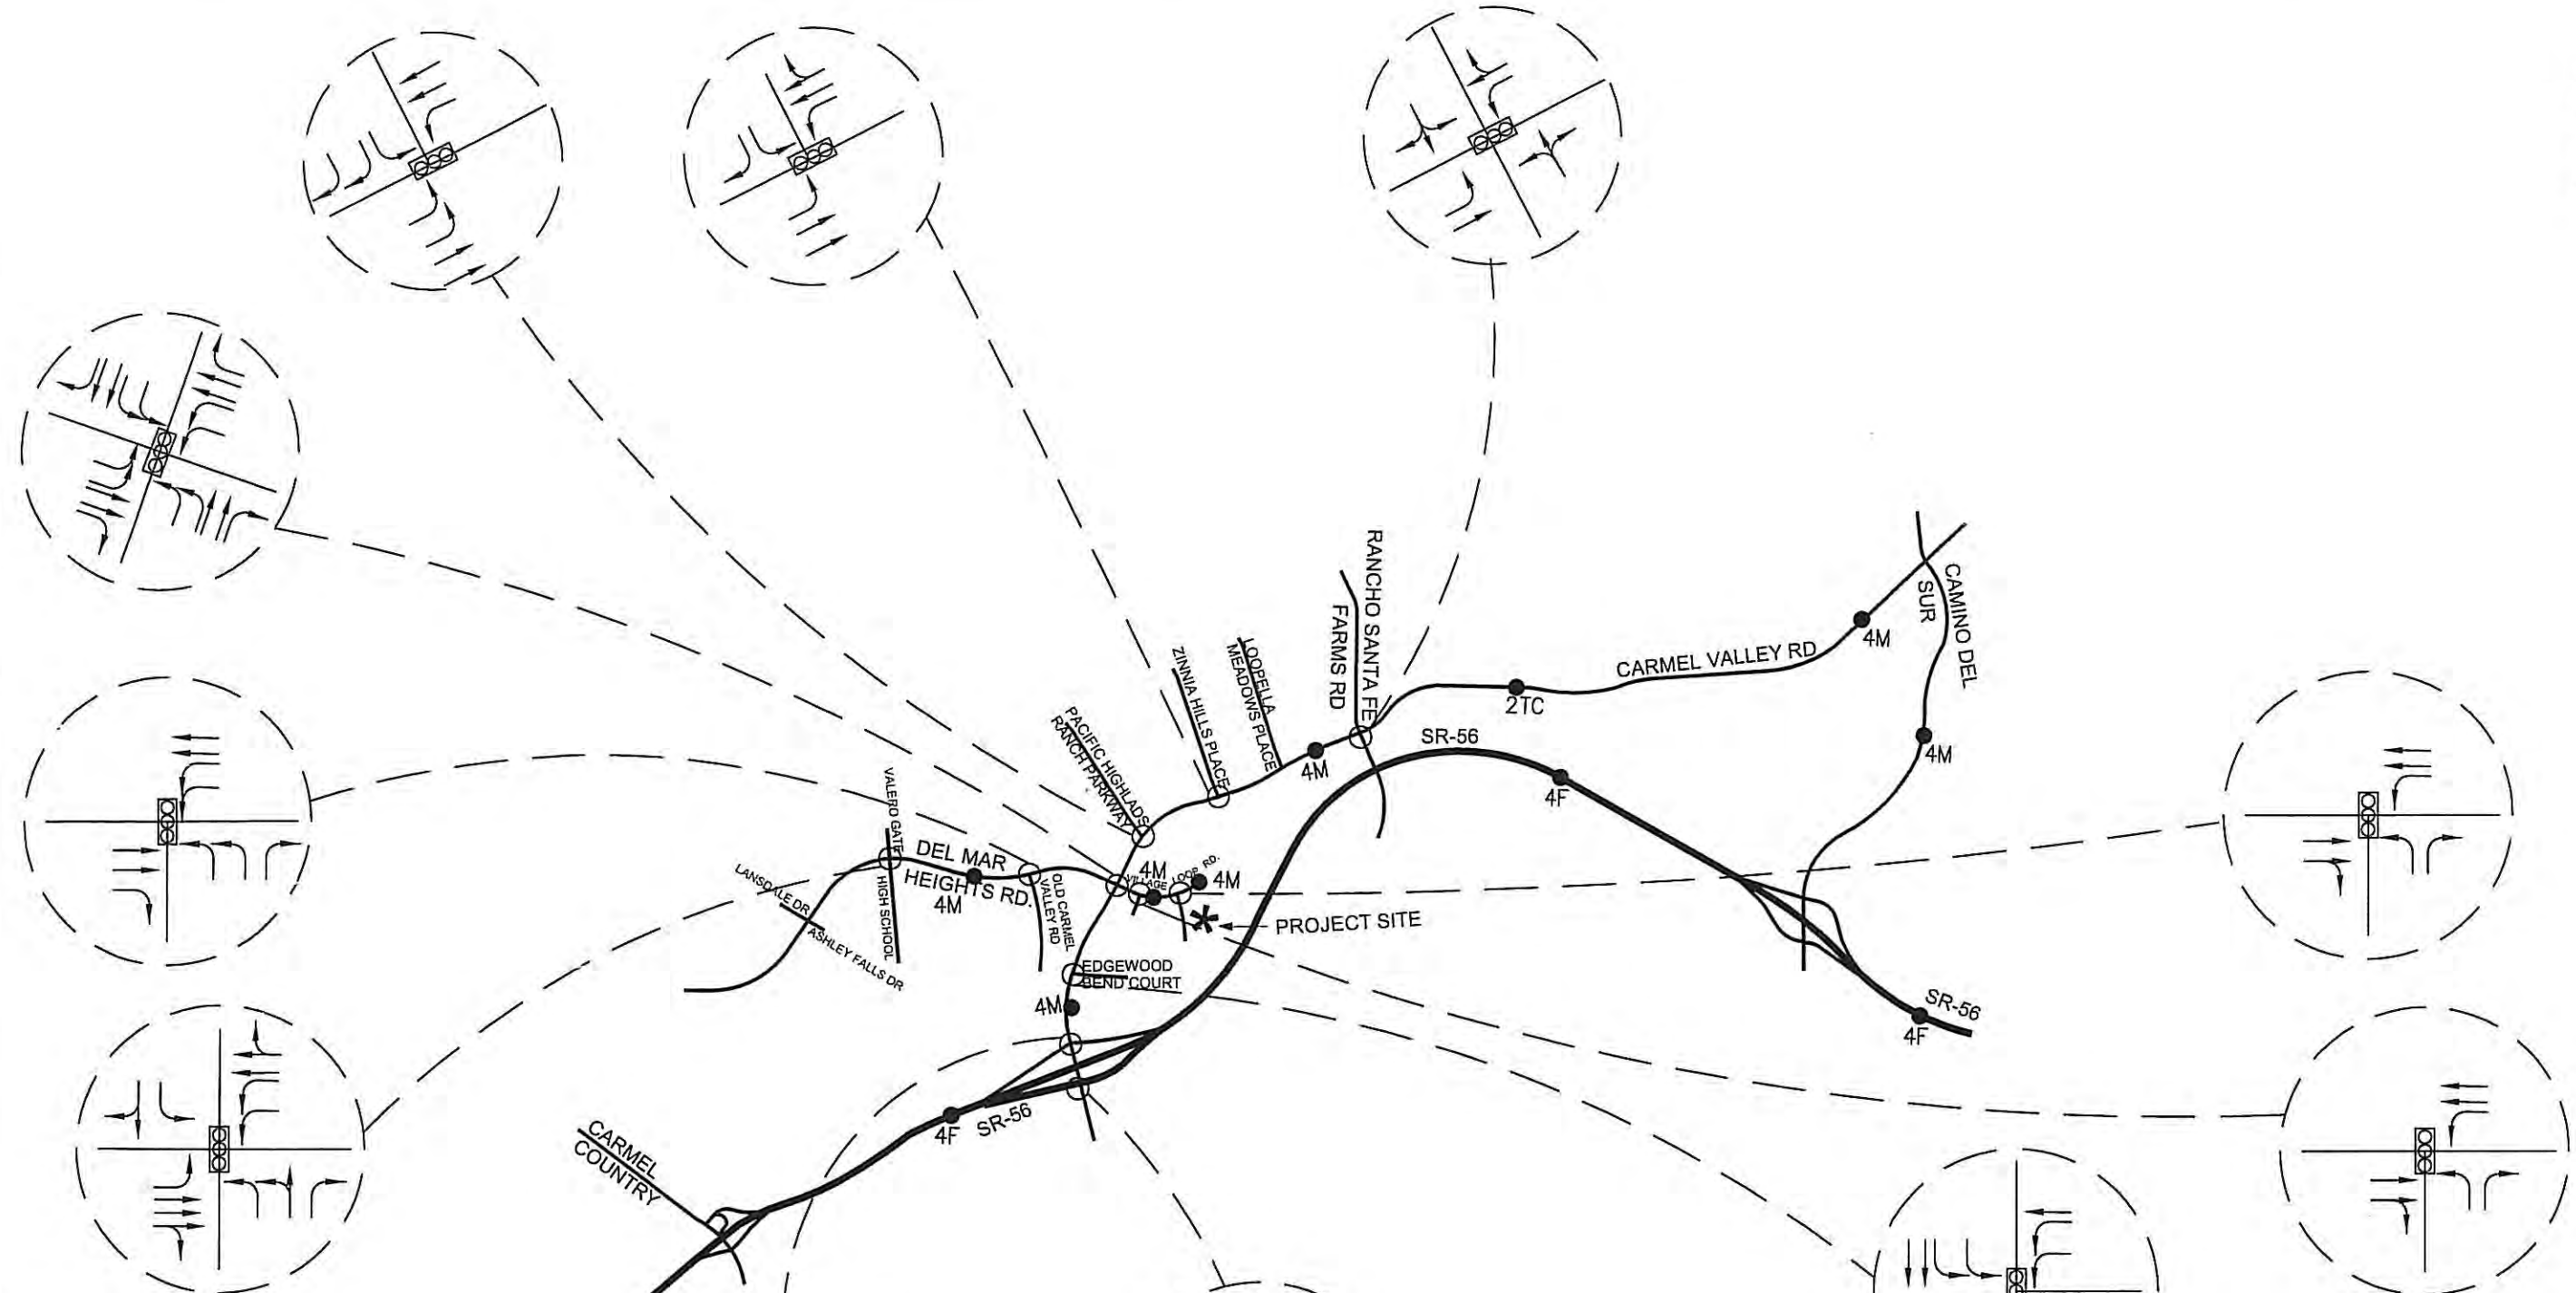 RANCHO SANTA FE
FARMS RD
CAMINO DEL
SUR
4M
CARMEL VALLEY RD
2TC
LOOPELLA
MEADOWS PLACE
ZINNIA HILLS PLACE
4M
SR-56
4F
4M
PACIFIC HIGHLADS
RANCH PARKWAY
VALERO GATE
HIGH SCHOOL
DEL MAR
HEIGHTS RD.
4M
LANSDALE DR
ASHLEY FALLS DR
OLD CARMEL
VALLEY RD
4M
VILLAGE LOOP RD.
4M
PROJECT SITE
EDGEWOOD
BEND COURT
4M
SR-56
4F
4F
SR-56
CARMEL
COUNTRY